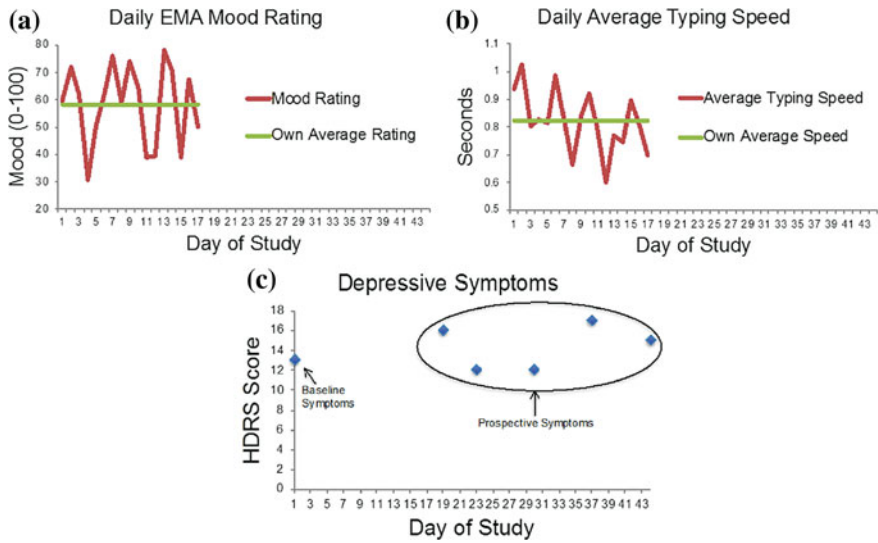 (a)
Daily EMA Mood Rating
Mood (0-100)
80
70
60
50
40
30
20
Mood Rating
Own Average Rating
1 3 5 7 9 11 13 15 17 19 21 23 25 27 29 31 33 35 37 39 41 43
Day of Study
(b)
Daily Average Typing Speed
Seconds
1.1
1
0.9
0.8
0.7
0.6
0.5
Average Typing Speed
Own Average Speed
1 3 5 7 9 11 13 15 17 19 21 23 25 27 29 31 33 35 37 39 41 43
Day of Study
(c)
Depressive Symptoms
HDRS Score
18
16
14
12
10
8
6
4
2
0
Baseline
Symptoms
Prospective Symptoms
1 3 5 7 9 11 13 15 17 19 21 23 25 27 29 31 33 35 37 39 41 43
Day of Study